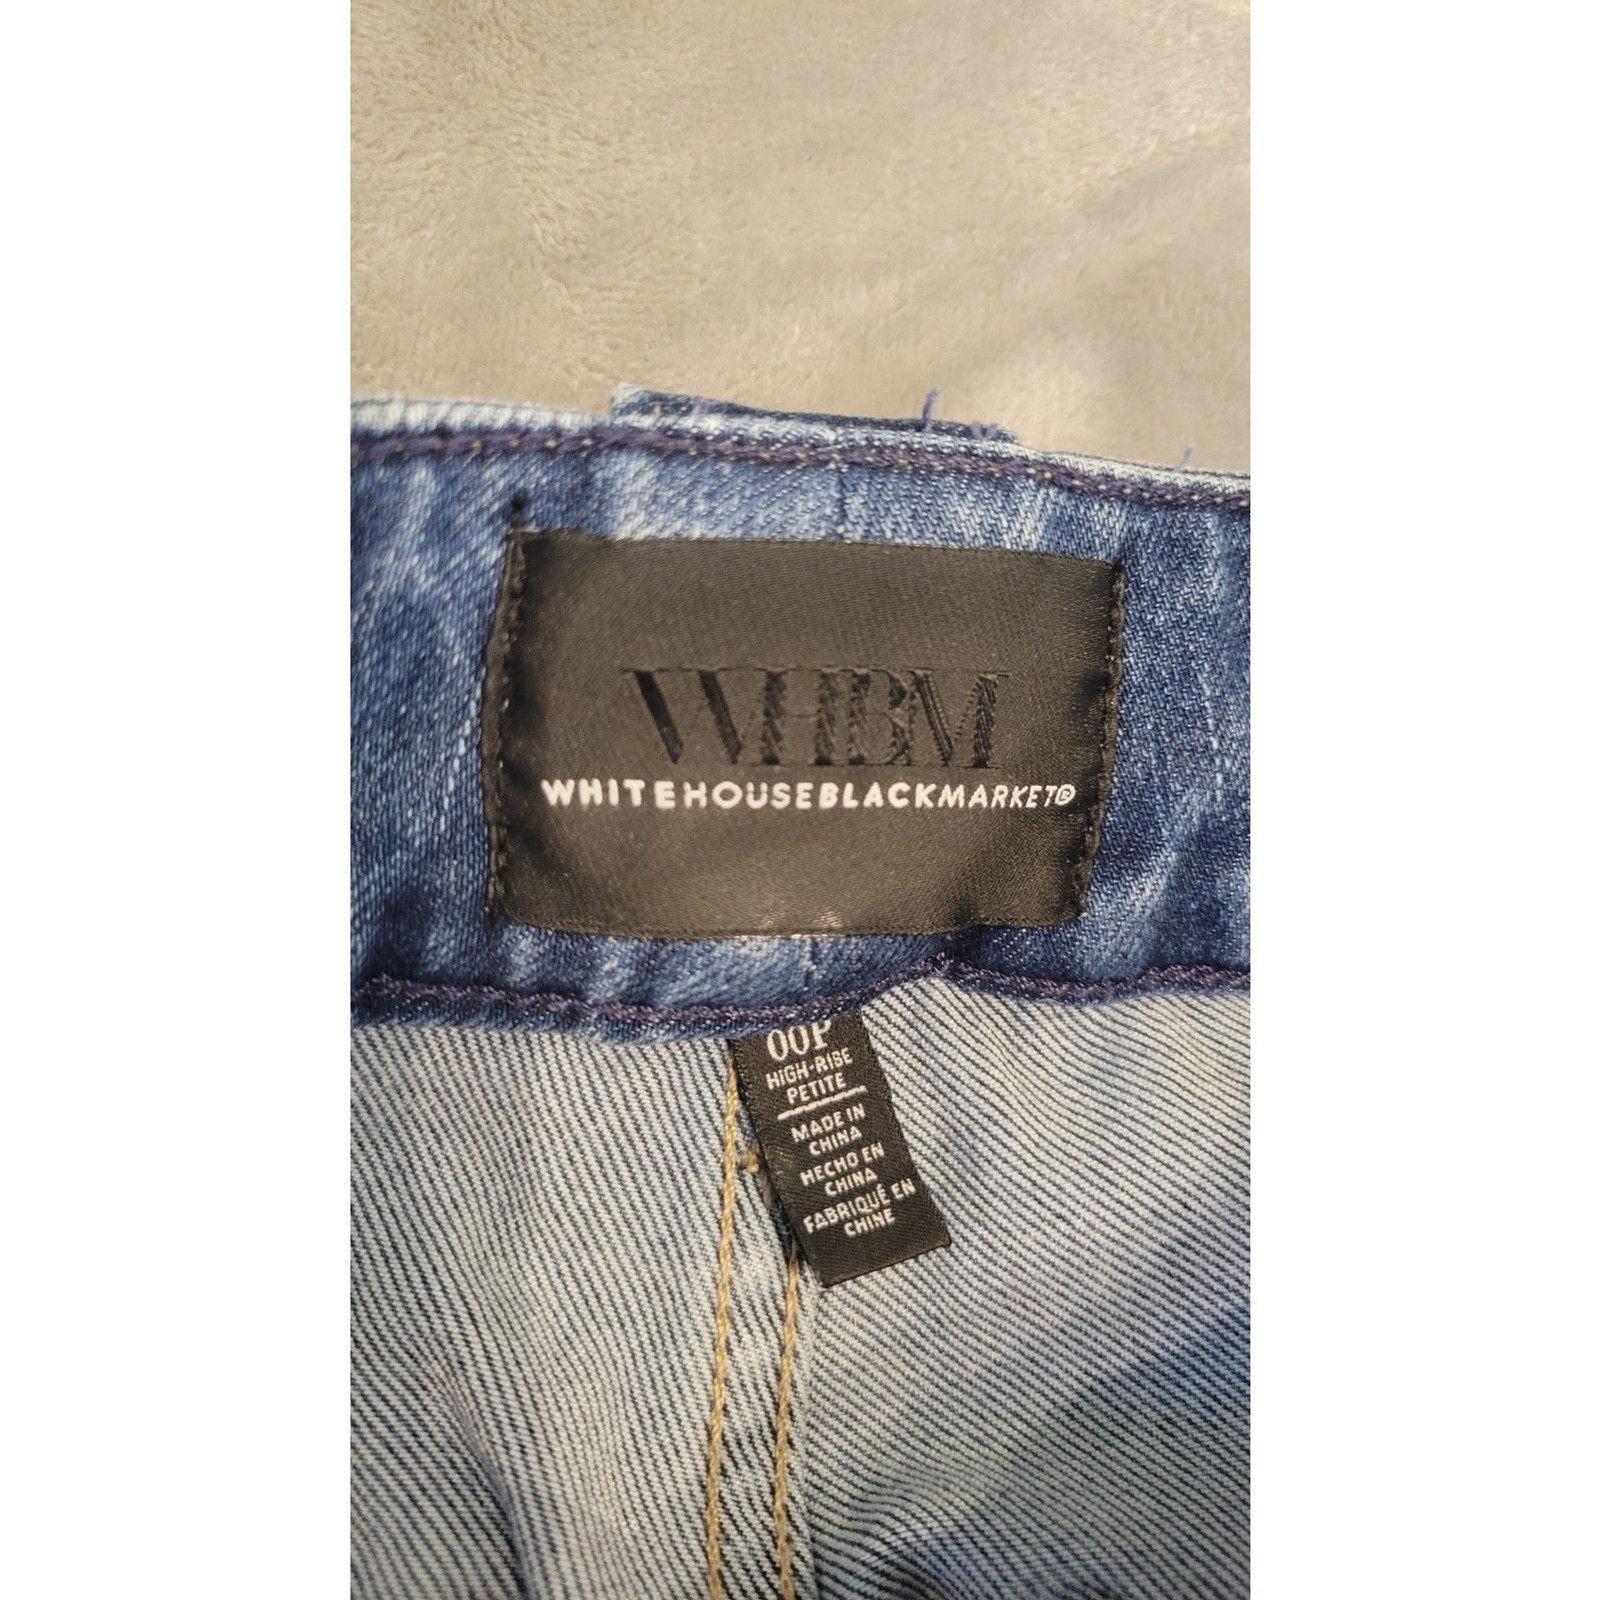 WHBM
WHITEHOUSEBLACKMARKET®
00P
HIGH-RISE
PETITE
MADE IN
CHINA
HECHO EN
CHINA
FABRIQUÉ EN
CHINE